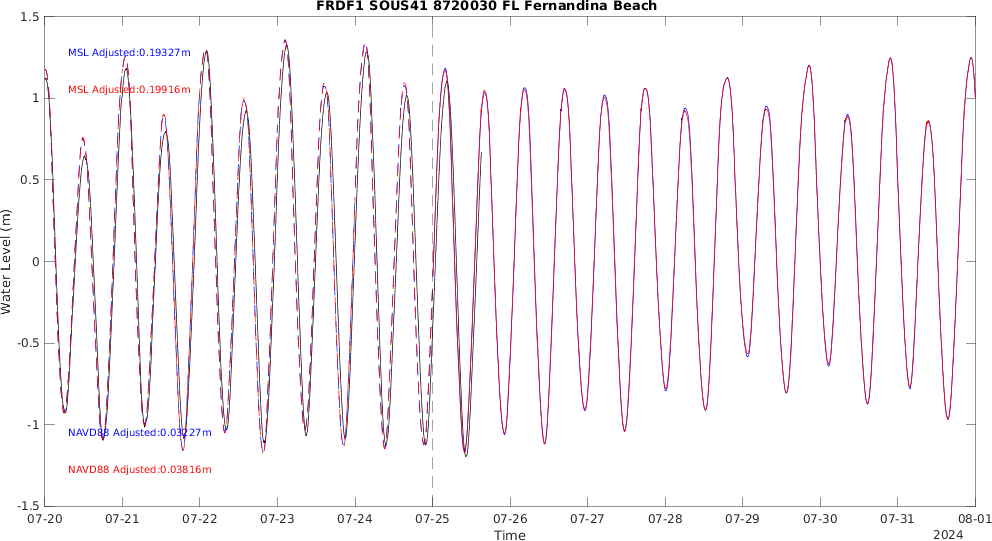 FRDF1 SOUS41 8720030 FL Fernandina Beach
1.5
MSL Adjusted:0.19327m
MSL Adjusted:0.19916m
1
0.5
0
-0.5
-1
-1.5
Water Level (m)
NAVD88 Adjusted:0.03227m
NAVD88 Adjusted:0.03816m
07-20 07-21 07-22 07-23 07-24 07-25 07-26 07-27 07-28 07-29 07-30 07-31 08-01
Time
2024